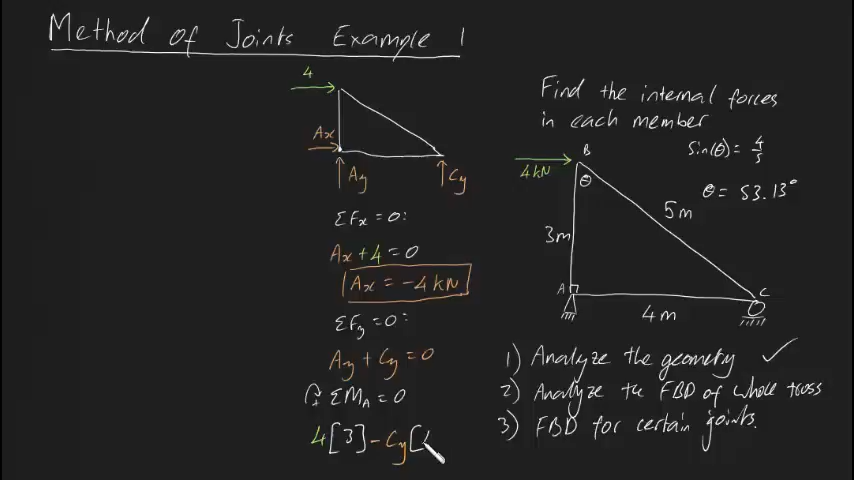 Method of Joints Example 1
4
Ax
Ay
Cy
ΣFx = 0:
Ax + 4 = 0
Ax = -4 kN
ΣFy = 0:
Ay + Cy = 0
ΣMA = 0
4[3] - Cy[
Find the internal forces
in each member
sin(θ) = 4/5
θ = 53.13°
B
4kN
θ
5m
3m
A
C
4m
1) Analyze the geometry ✓
2) Analyze the FBD of whole truss
3) FBD for certain joints.